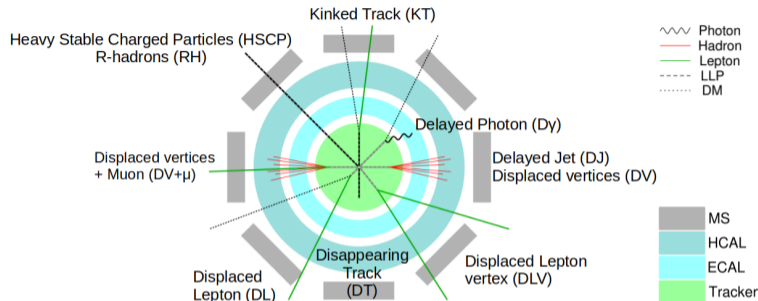 Kinked Track (KT)
Heavy Stable Charged Particles (HSCP)
R-hadrons (RH)
Photon
Hadron
Lepton
LLP
DM
Delayed Photon (Dγ)
Displaced vertices
+ Muon (DV+μ)
Delayed Jet (DJ)
Displaced vertices (DV)
Displaced
Lepton (DL)
Disappearing
Track
(DT)
Displaced Lepton
vertex (DLV)
MS
HCAL
ECAL
Tracker